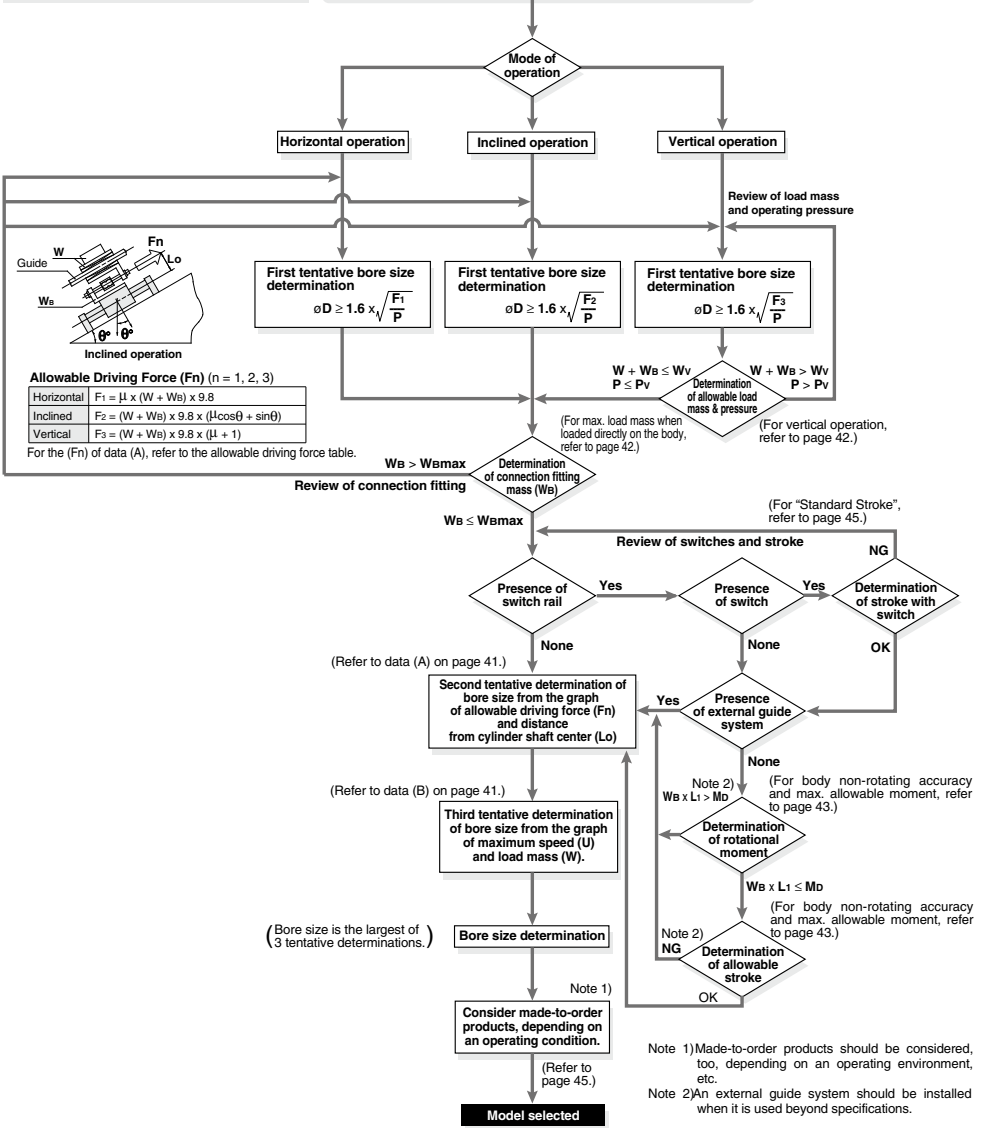 Mode of
operation
Horizontal operation
Inclined operation
Vertical operation
Review of load mass
and operating pressure
Fn
W
Lo
Guide
WB
θ° θ°
Inclined operation
First tentative bore size
determination
øD ≥ 1.6 x √F1/P
First tentative bore size
determination
øD ≥ 1.6 x √F2/P
First tentative bore size
determination
øD ≥ 1.6 x √F3/P
W + WB ≤ WV
P ≤ PV
W + WB > WV
P > PV
Determination
of allowable load
mass & pressure
(For vertical operation,
refer to page 42.)
Allowable Driving Force (Fn) (n = 1, 2, 3)
Horizontal F1 = μ x (W + WB) x 9.8
Inclined F2 = (W + WB) x 9.8 x (μcosθ + sinθ)
Vertical F3 = (W + WB) x 9.8 x (μ + 1)
For the (Fn) of data (A), refer to the allowable driving force table.
(For max. load mass when
loaded directly on the body,
refer to page 42.)
WB > WBmax
Review of connection fitting
Determination
of connection fitting
mass (WB)
WB ≤ WBmax
(For “Standard Stroke”,
refer to page 45.)
Review of switches and stroke
NG
Presence of
switch rail
Yes
Presence
of switch
Yes
Determination
of stroke with
switch
None
None
OK
(Refer to data (A) on page 41.)
Second tentative determination of
bore size from the graph
of allowable driving force (Fn)
and distance
from cylinder shaft center (Lo)
Yes
Presence
of external guide
system
None
(Refer to data (B) on page 41.)
Note 2)
WB x L1 > MD
(For body non-rotating accuracy
and max. allowable moment, refer
to page 43.)
Third tentative determination
of bore size from the graph
of maximum speed (U)
and load mass (W).
Determination
of rotational
moment
WB x L1 ≤ MD
(For body non-rotating accuracy
and max. allowable moment, refer
to page 43.)
(Bore size is the largest of
3 tentative determinations.)
Bore size determination
Note 2)
NG
Determination
of allowable
stroke
OK
Note 1)
Consider made-to-order
products, depending on
an operating condition.
(Refer to
page 45.)
Model selected
Note 1)Made-to-order products should be considered,
too, depending on an operating environment,
etc.
Note 2)An external guide system should be installed
when it is used beyond specifications.